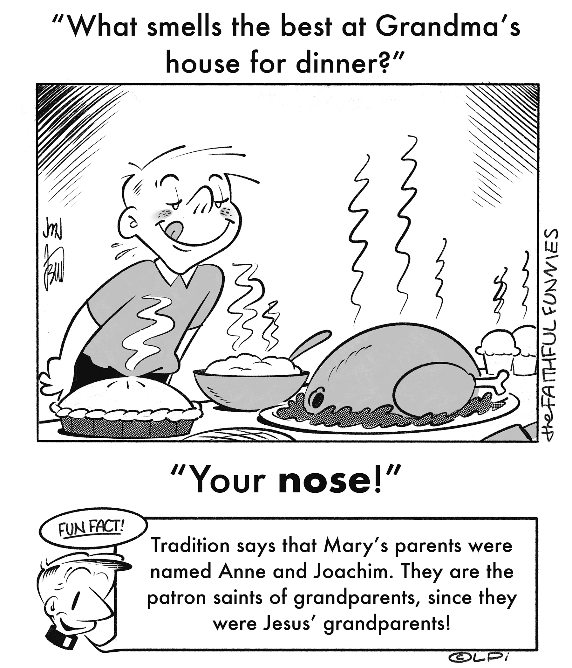 “What smells the best at Grandma’s
house for dinner?”
the FAITHFUL FUNNIES
“Your nose!”
FUN FACT!
Tradition says that Mary’s parents were
named Anne and Joachim. They are the
patron saints of grandparents, since they
were Jesus’ grandparents!
©LPi